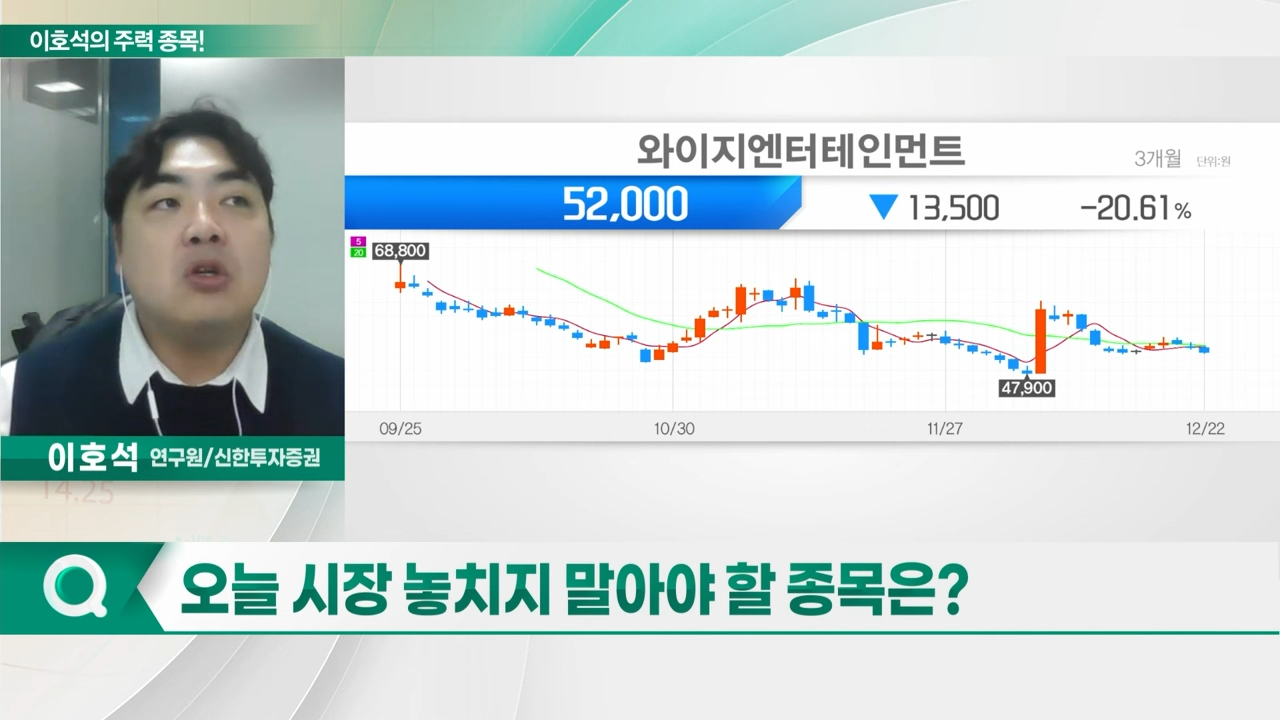 이호석의 주력 종목!
와이지엔터테인먼트
3개월 단위:원
52,000 ▼ 13,500 -20.61%
5
20
68,800
47,900
09/25 10/30 11/27 12/22
이호석 연구원/신한투자증권
14.25
오늘 시장 놓치지 말아야 할 종목은?